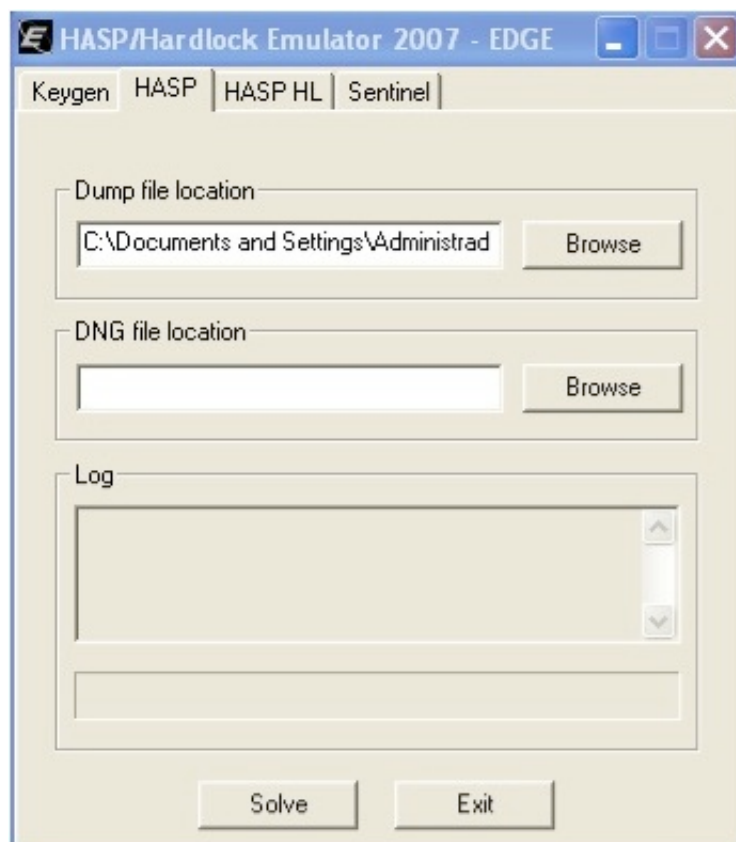 HASP/Hardlock Emulator 2007 - EDGE
Keygen HASP HASP HL Sentinel
Dump file location
C:\Documents and Settings\Administrad Browse
DNG file location
Browse
Log
Solve Exit